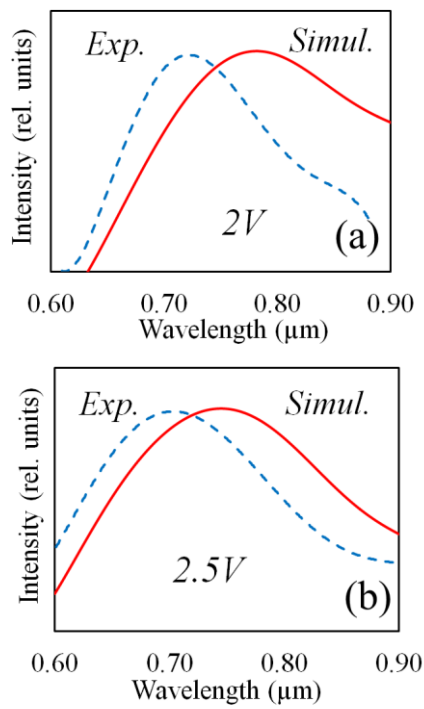 Exp. Simul.
Intensity (rel. units)
2V
(a)
0.60 0.70 0.80 0.90
Wavelength (μm)
Exp. Simul.
Intensity (rel. units)
2.5V
(b)
0.60 0.70 0.80 0.90
Wavelength (μm)